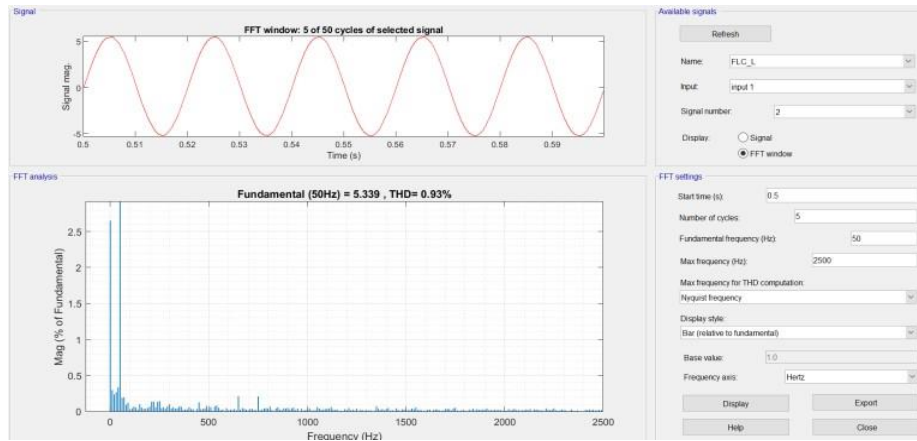 Signal
FFT window: 5 of 50 cycles of selected signal
5
0
-5
Signal mag.
0.5 0.51 0.52 0.53 0.54 0.55 0.56 0.57 0.58 0.59
Time (s)
FFT analysis
Fundamental (50Hz) = 5.339 , THD= 0.93%
2.5
2
1.5
1
0.5
0
Mag (% of Fundamental)
0 500 1000 1500 2000 2500
Frequency (Hz)
Available signals
Refresh
Name: FLC_L
Input: input 1
Signal number: 2
Display: Signal
FFT window
FFT settings
Start time (s): 0.5
Number of cycles: 5
Fundamental frequency (Hz): 50
Max frequency (Hz): 2500
Max frequency for THD computation:
Nyquist frequency
Display style:
Bar (relative to fundamental)
Base value: 1.0
Frequency axis: Hertz
Display Export
Help Close